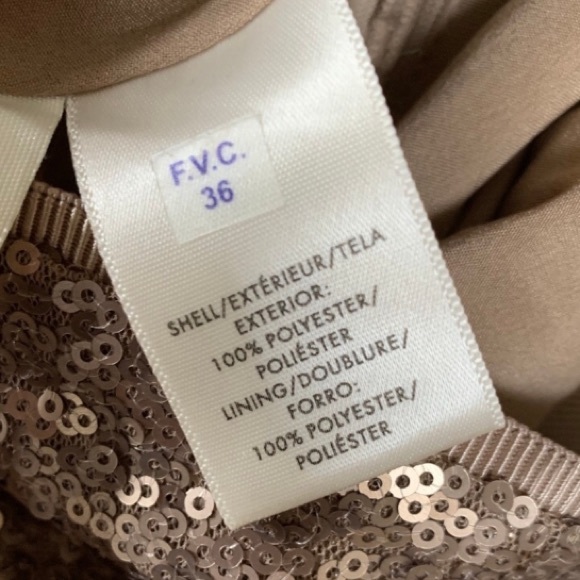 F.V.C.
36
SHELL/EXTÉRIEUR/TELA
EXTERIOR:
100% POLYESTER/
POLIÉSTER
LINING/DOUBLURE/
FORRO:
100% POLYESTER/
POLIÉSTER